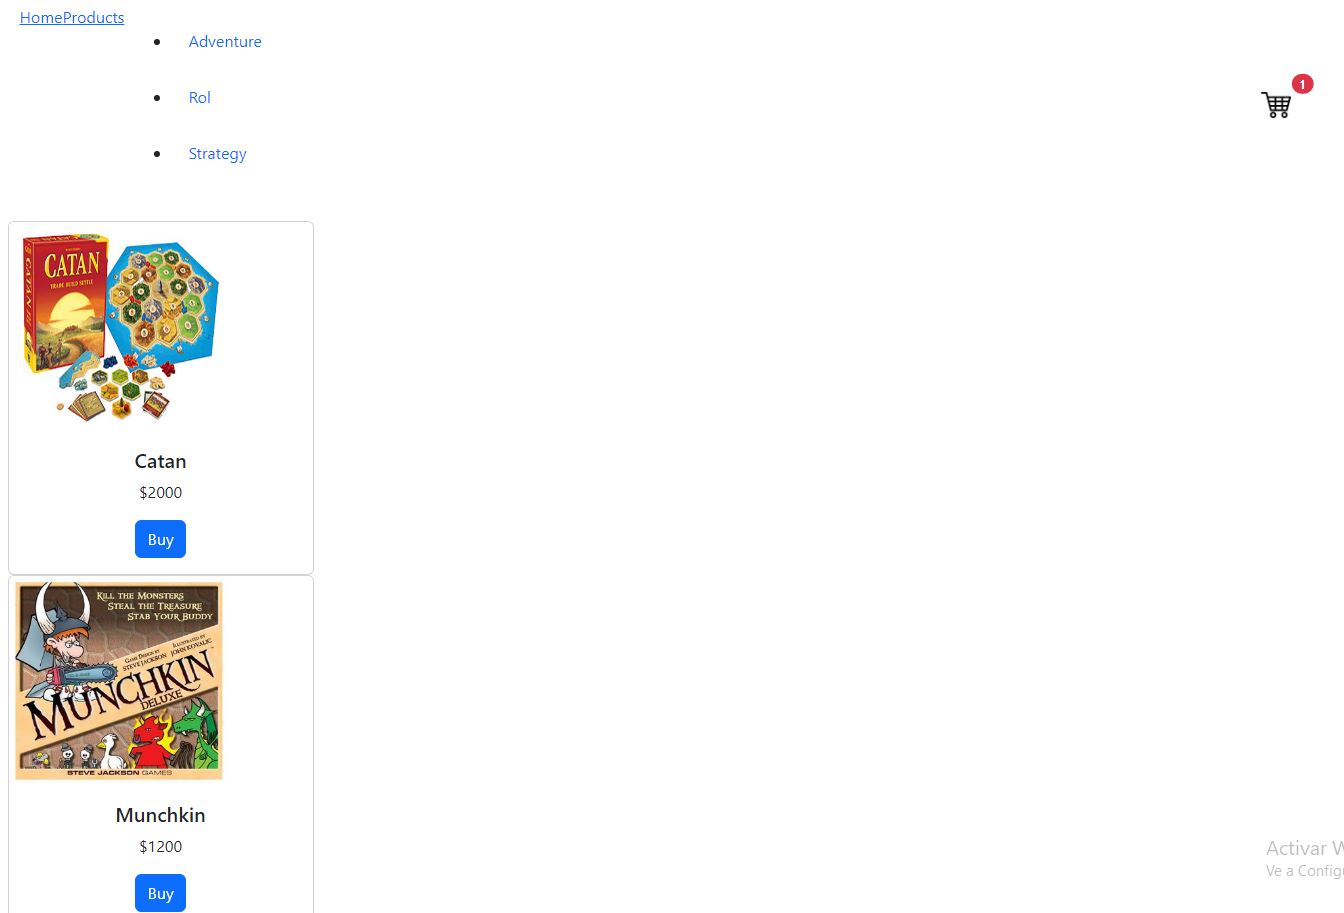 HomeProducts
Adventure
Rol
Strategy
1
CATAN
TRADE BUILD SETTLE
CATAN
Catan
$2000
Buy
KILL THE MONSTERS
STEAL THE TREASURE
STAB YOUR BUDDY
GAME DESIGN BY
STEVE JACKSON
ILLUSTRATED BY
JOHN KOVALIC
MUNCHKIN
DELUXE
STEVE JACKSON GAMES
Munchkin
$1200
Buy
Activar W
Ve a Config